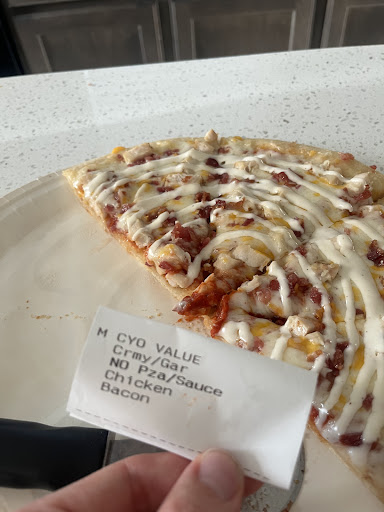 M CYO VALUE
Crmy/Gar
NO Pza/Sauce
Chicken
Bacon